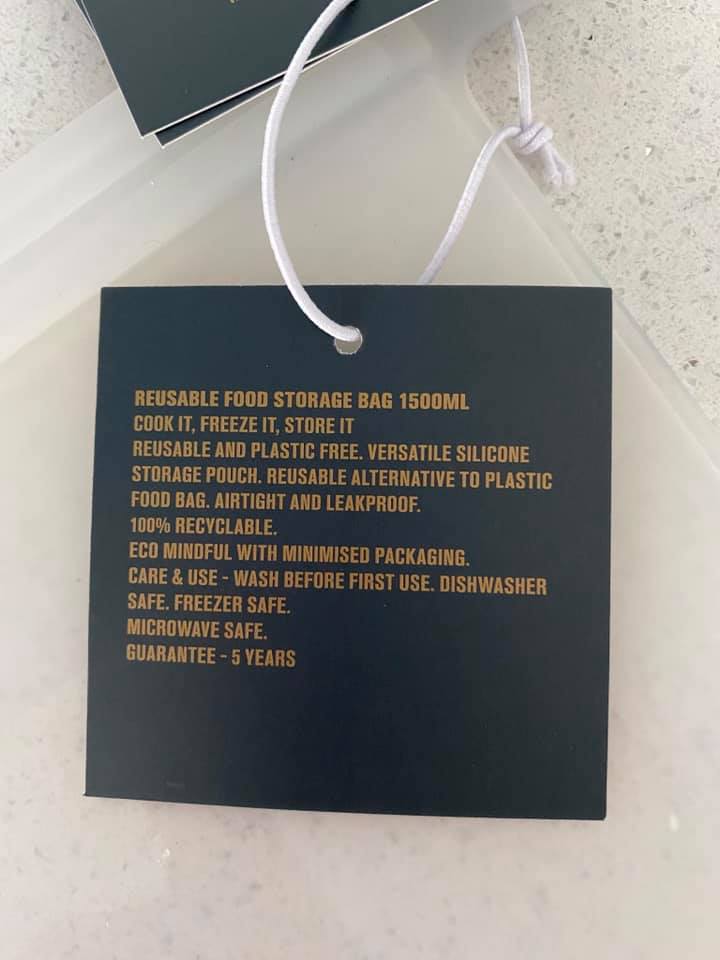 REUSABLE FOOD STORAGE BAG 1500ML
COOK IT, FREEZE IT, STORE IT
REUSABLE AND PLASTIC FREE. VERSATILE SILICONE
STORAGE POUCH. REUSABLE ALTERNATIVE TO PLASTIC
FOOD BAG. AIRTIGHT AND LEAKPROOF.
100% RECYCLABLE.
ECO MINDFUL WITH MINIMISED PACKAGING.
CARE & USE - WASH BEFORE FIRST USE. DISHWASHER
SAFE. FREEZER SAFE.
MICROWAVE SAFE.
GUARANTEE - 5 YEARS